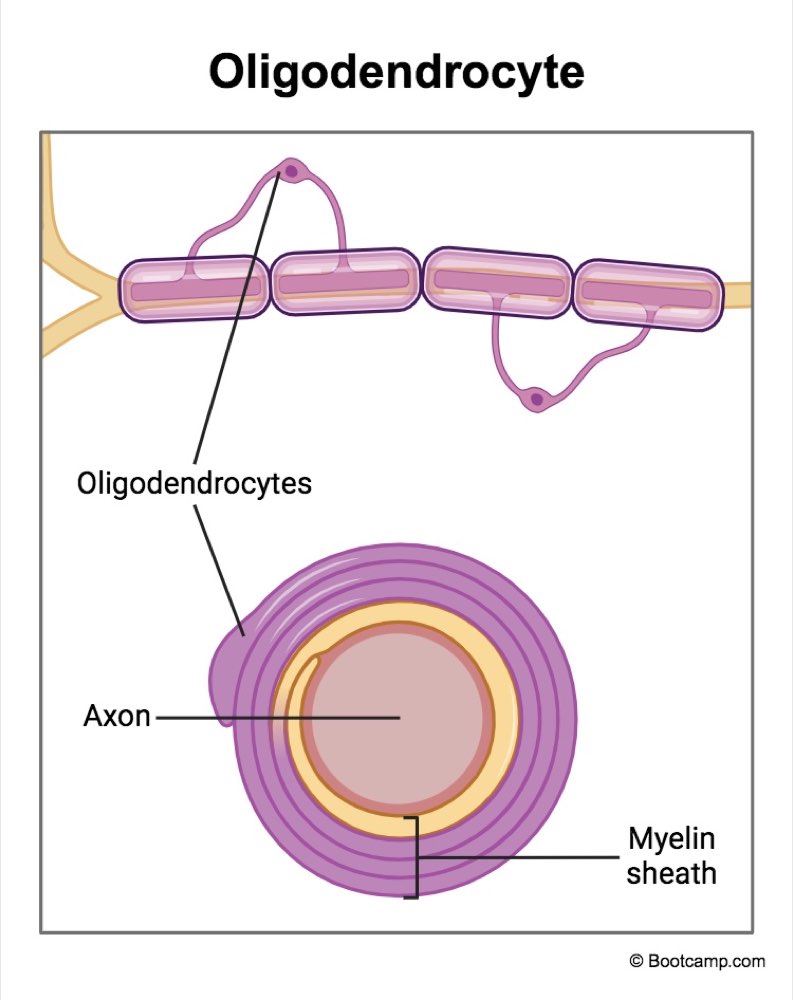 Oligodendrocyte
Oligodendrocytes
Axon
Myelin
sheath
© Bootcamp.com